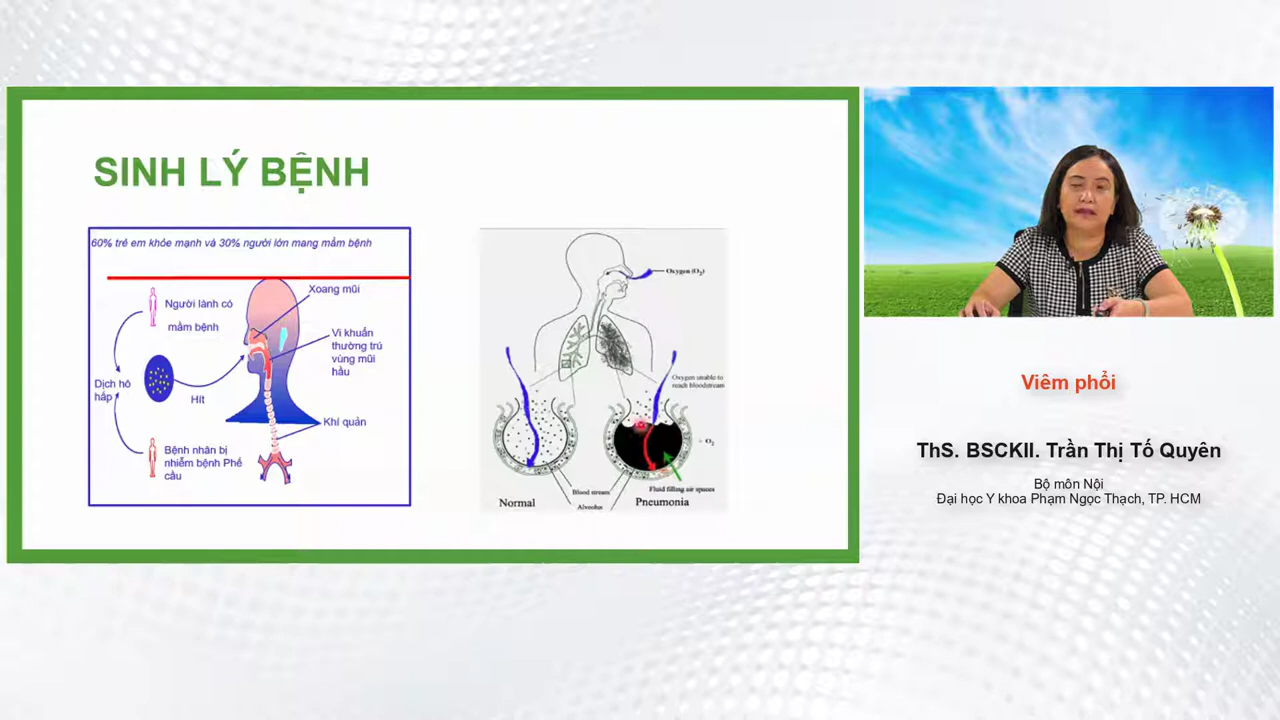 SINH LÝ BỆNH
60% trẻ em khỏe mạnh và 30% người lớn mang mầm bệnh
Xoang mũi
Người lành có
mầm bệnh
Vi khuẩn
thường trú
vùng mũi
hầu
Dịch hô
hấp
Hít
Khí quản
Bệnh nhân bị
nhiễm bệnh Phế
cầu
Oxygen (O2)
Oxygen unable to
reach bloodstream
O2
Fluid filling air spaces
Blood stream
Normal
Alveolus
Pneumonia
Viêm phổi
ThS. BSCKII. Trần Thị Tố Quyên
Bộ môn Nội
Đại học Y khoa Phạm Ngọc Thạch, TP. HCM